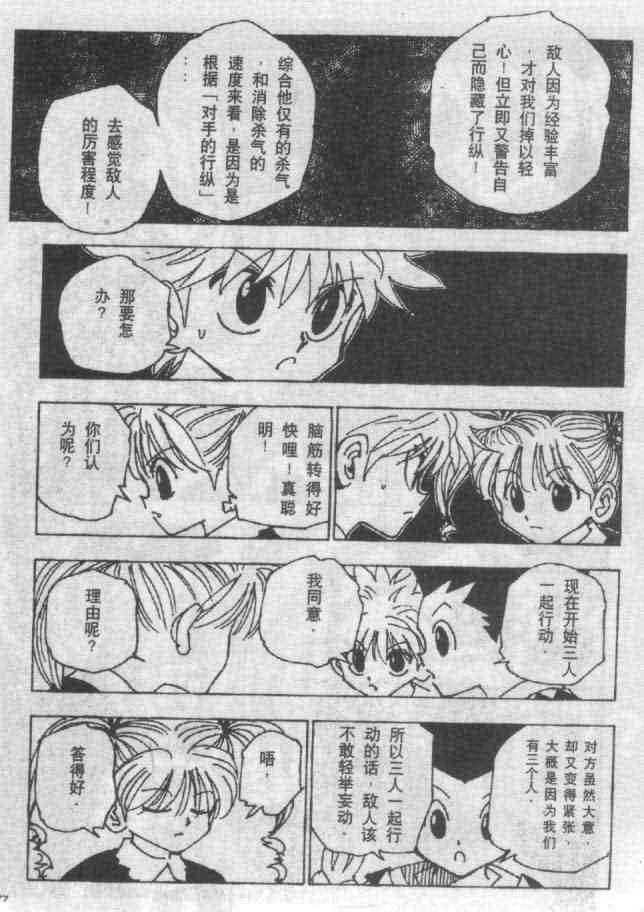 敌人因为经验丰富
，才对我们掉以轻
心！但立即又警告自
己而隐藏了行纵！
综合他仅有的杀气
，和消除杀气的
速度来看，是因为是
根据「对手的行纵」
……
去感觉敌人
的厉害程度！
那要怎
办？
脑筋转得好
快哩！真聪
明！
你们认
为呢？
现在开始三人
一起行动．
我同意．
理由呢？
对方虽然大意．
却又变得紧张．
大概是因为我们
有三个人．
所以三人一起行
动的话，敌人该
不敢轻举妄动．
唔．
答得好．
77